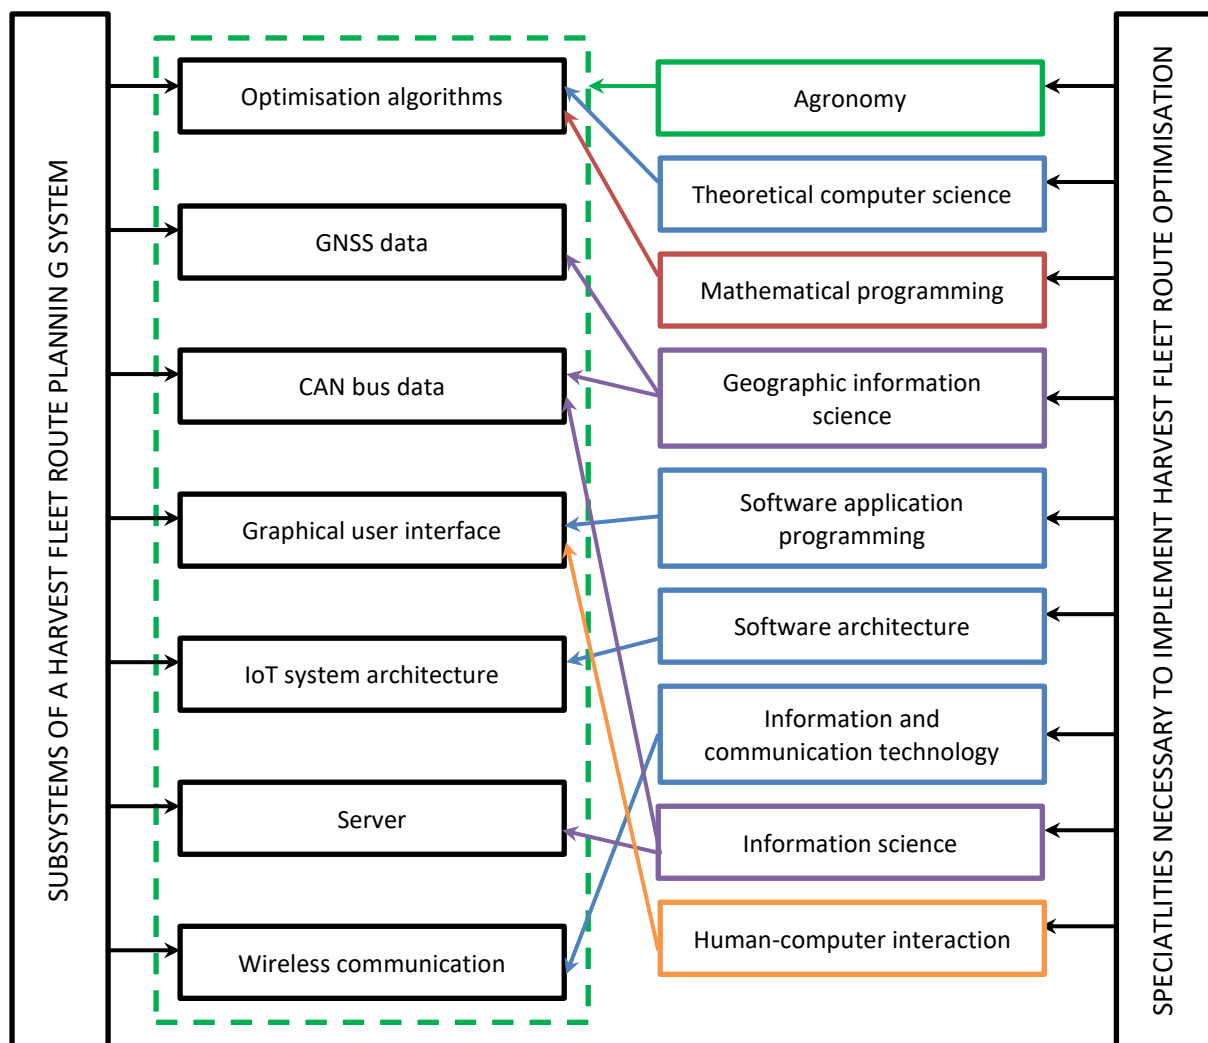 SUBSYSTEMS OF A HARVEST FLEET ROUTE PLANNIN G SYSTEM
Optimisation algorithms
GNSS data
CAN bus data
Graphical user interface
IoT system architecture
Server
Wireless communication
Agronomy
Theoretical computer science
Mathematical programming
Geographic information
science
Software application
programming
Software architecture
Information and
communication technology
Information science
Human-computer interaction
SPECIATLITIES NECESSARY TO IMPLEMENT HARVEST FLEET ROUTE OPTIMISATION